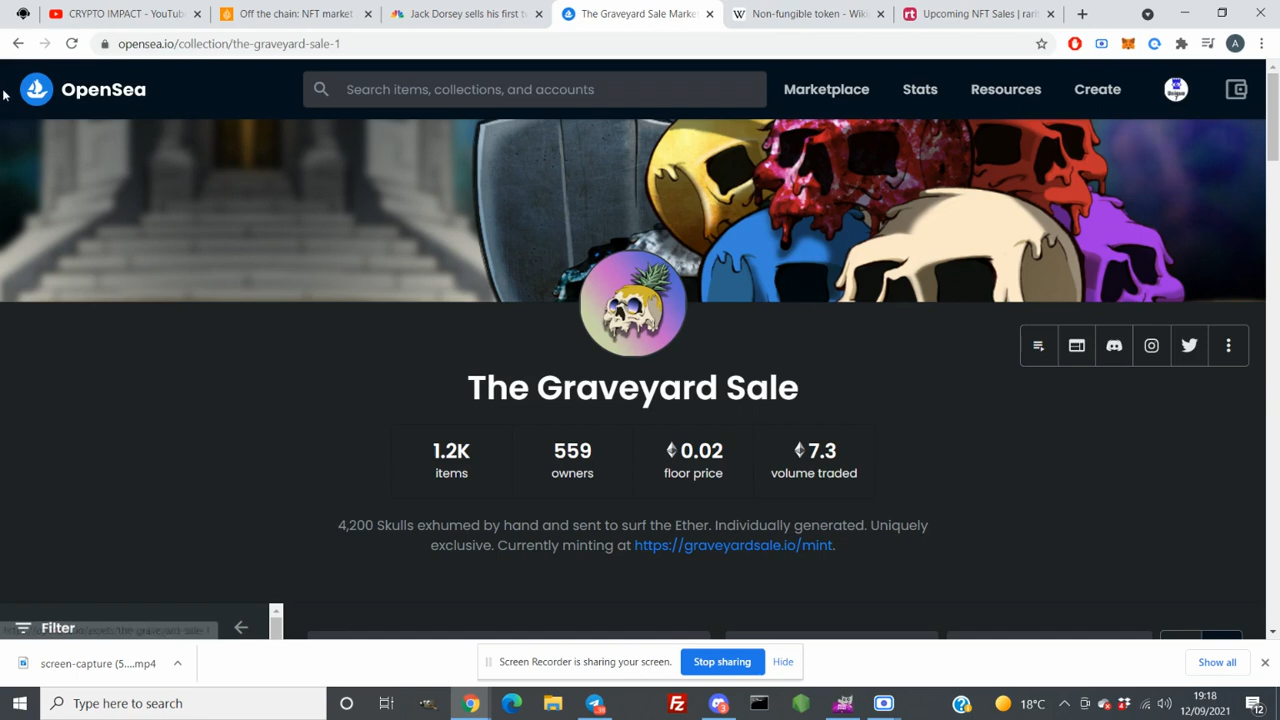 CRYPTO IMPACT - YouTub
Off the chain: NFT market
Jack Dorsey sells his first tw
The Graveyard Sale Marke
Non-fungible token - Wiki
Upcoming NFT Sales | rari
opensea.io/collection/the-graveyard-sale-1
A
OpenSea
Search items, collections, and accounts
Marketplace
Stats
Resources
Create
The Graveyard Sale
1.2K
559
0.02
7.3
items
owners
floor price
volume traded
4,200 Skulls exhumed by hand and sent to surf the Ether. Individually generated. Uniquely
exclusive. Currently minting at https://graveyardsale.io/mint.
Filter
screen-capture (5....mp4
Screen Recorder is sharing your screen.
Stop sharing
Hide
Show all
Type here to search
18°C
19:18
12/09/2021